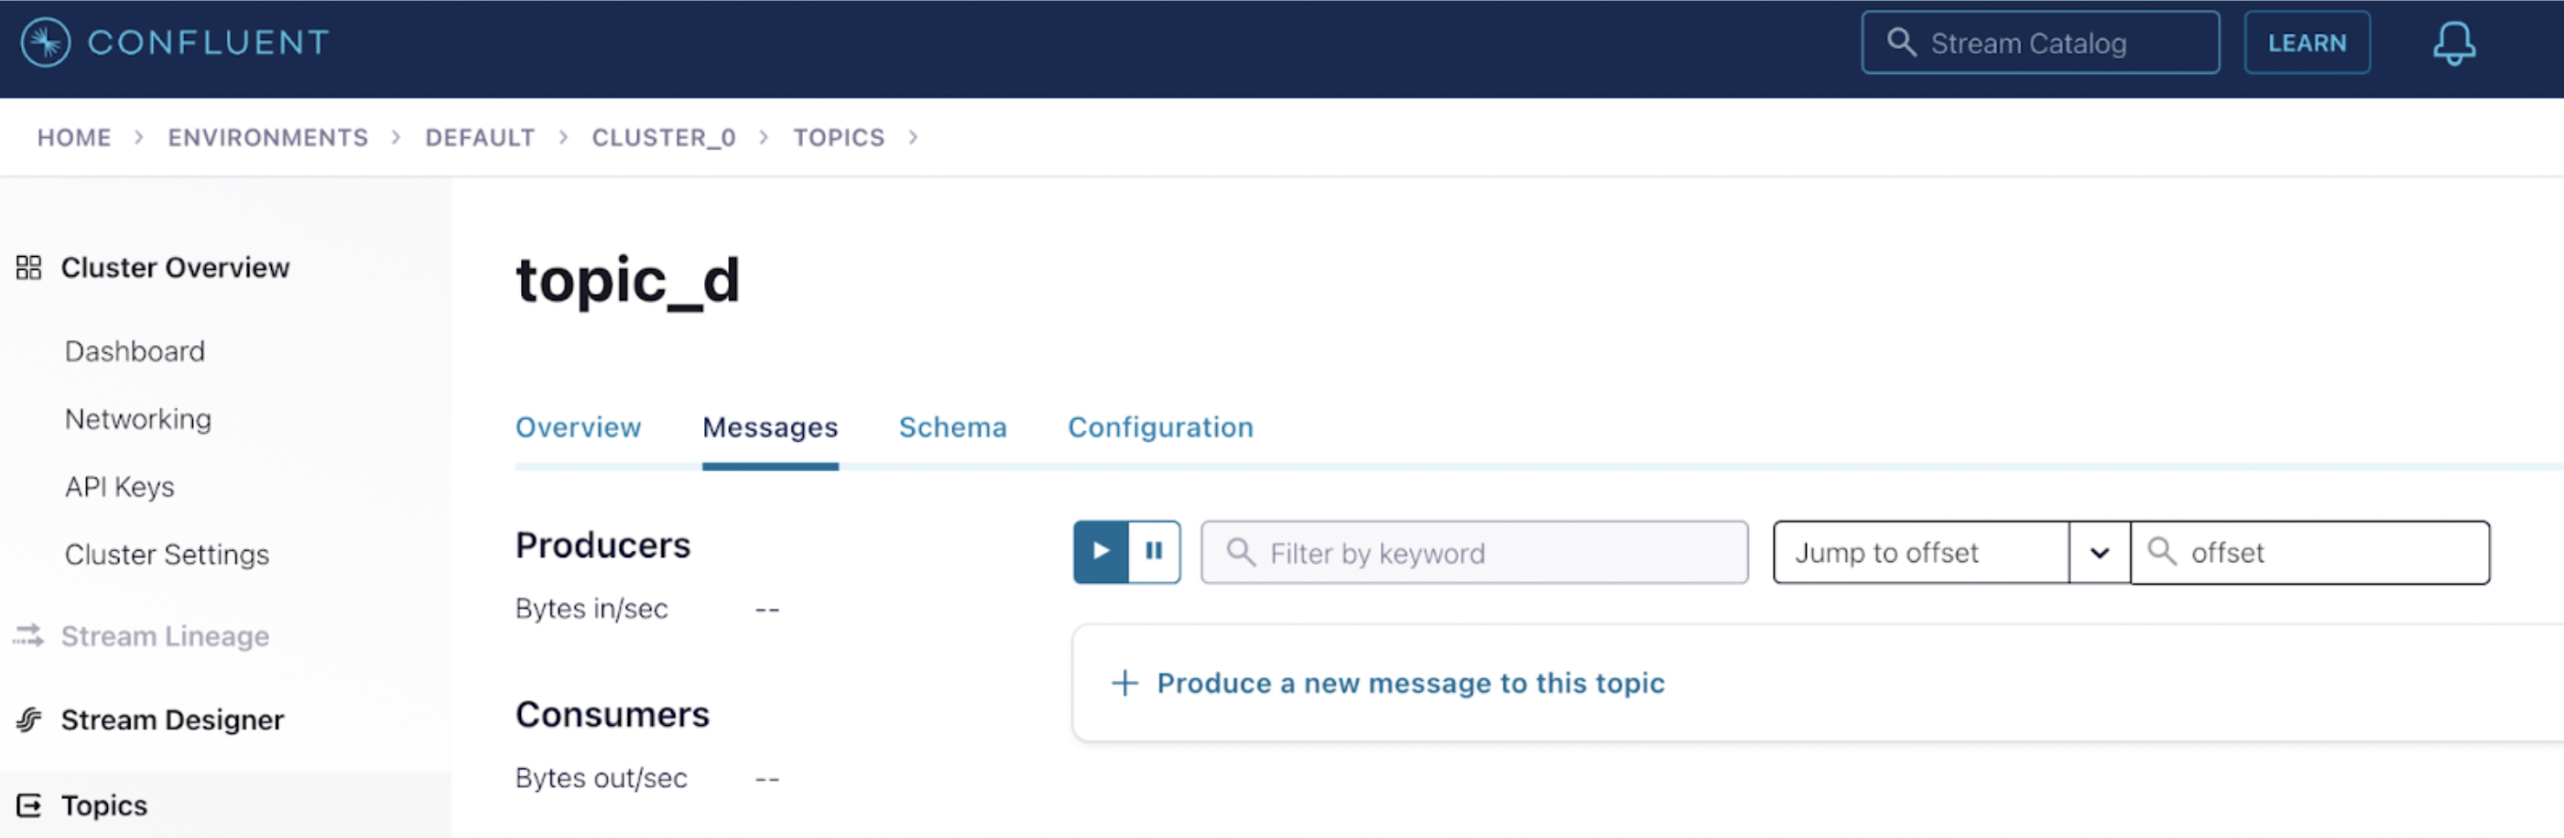 CONFLUENT
Stream Catalog
LEARN
HOME > ENVIRONMENTS > DEFAULT > CLUSTER_0 > TOPICS >
Cluster Overview
Dashboard
Networking
API Keys
Cluster Settings
Stream Lineage
Stream Designer
Topics
topic_d
Overview Messages Schema Configuration
Producers
Bytes in/sec --
Consumers
Bytes out/sec --
Filter by keyword
Jump to offset
offset
+ Produce a new message to this topic